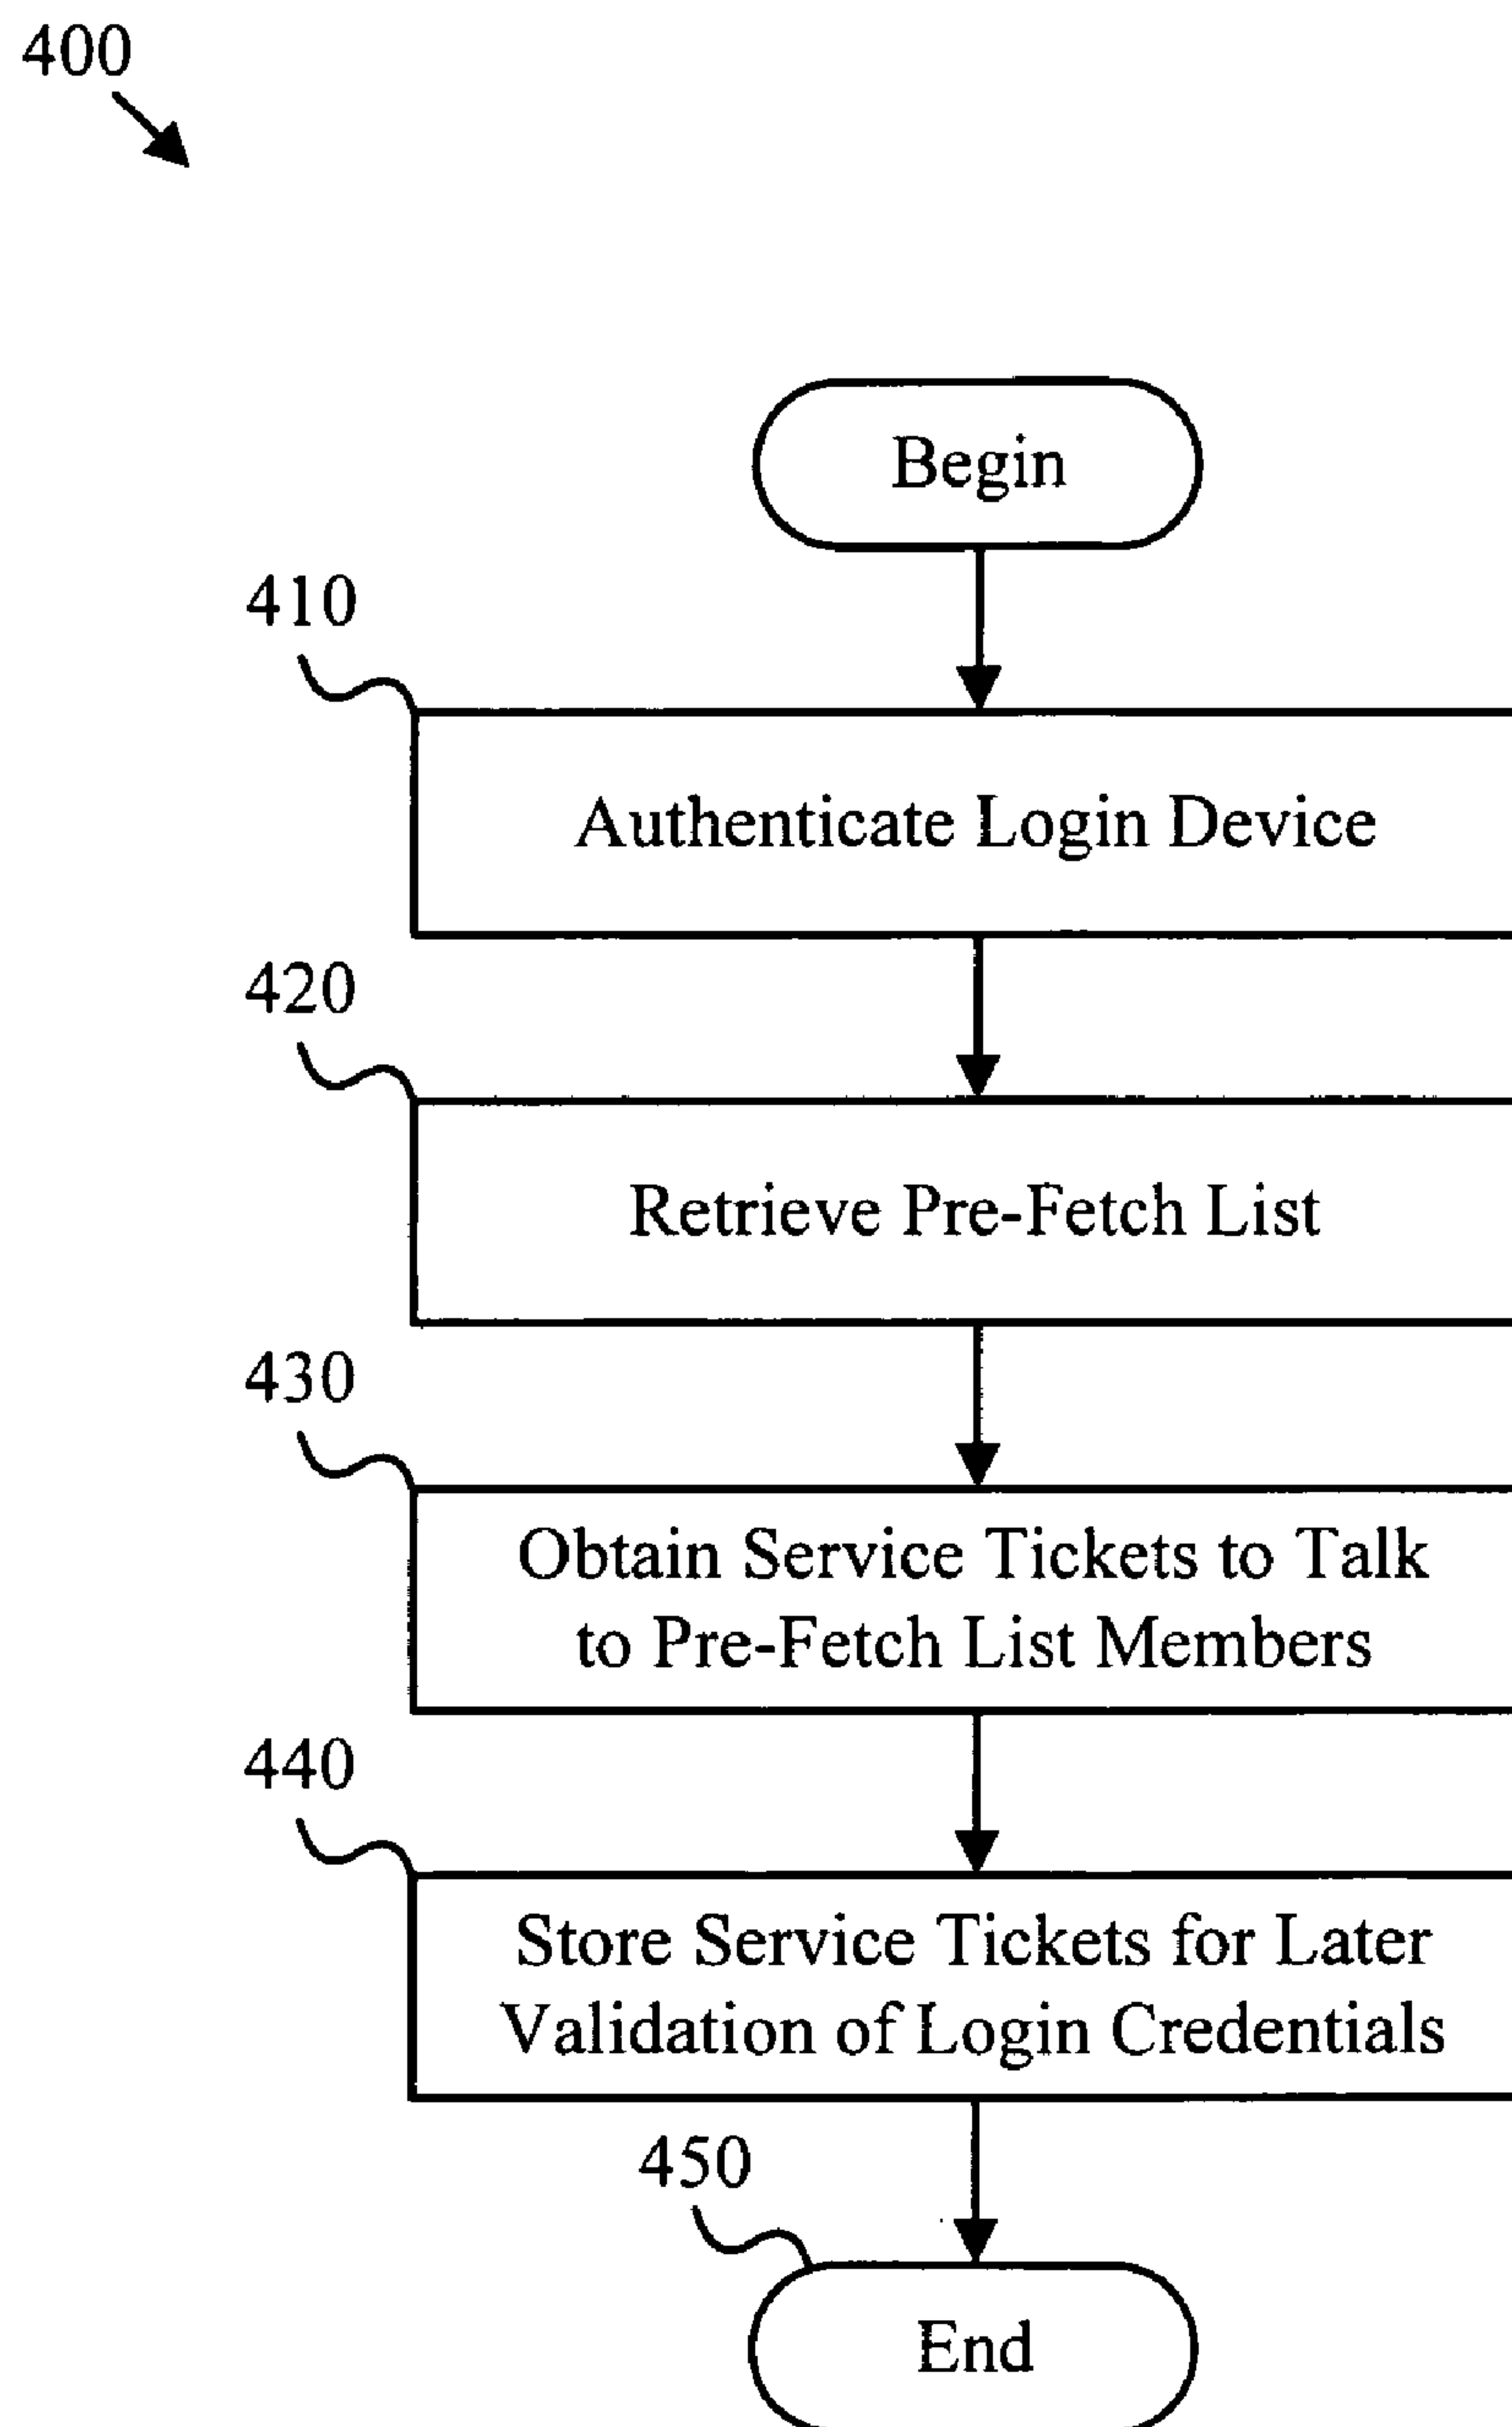 400
Begin
410
Authenticate Login Device
420
Retrieve Pre-Fetch List
430
Obtain Service Tickets to Talk
to Pre-Fetch List Members
440
Store Service Tickets for Later
Validation of Login Credentials
450
End